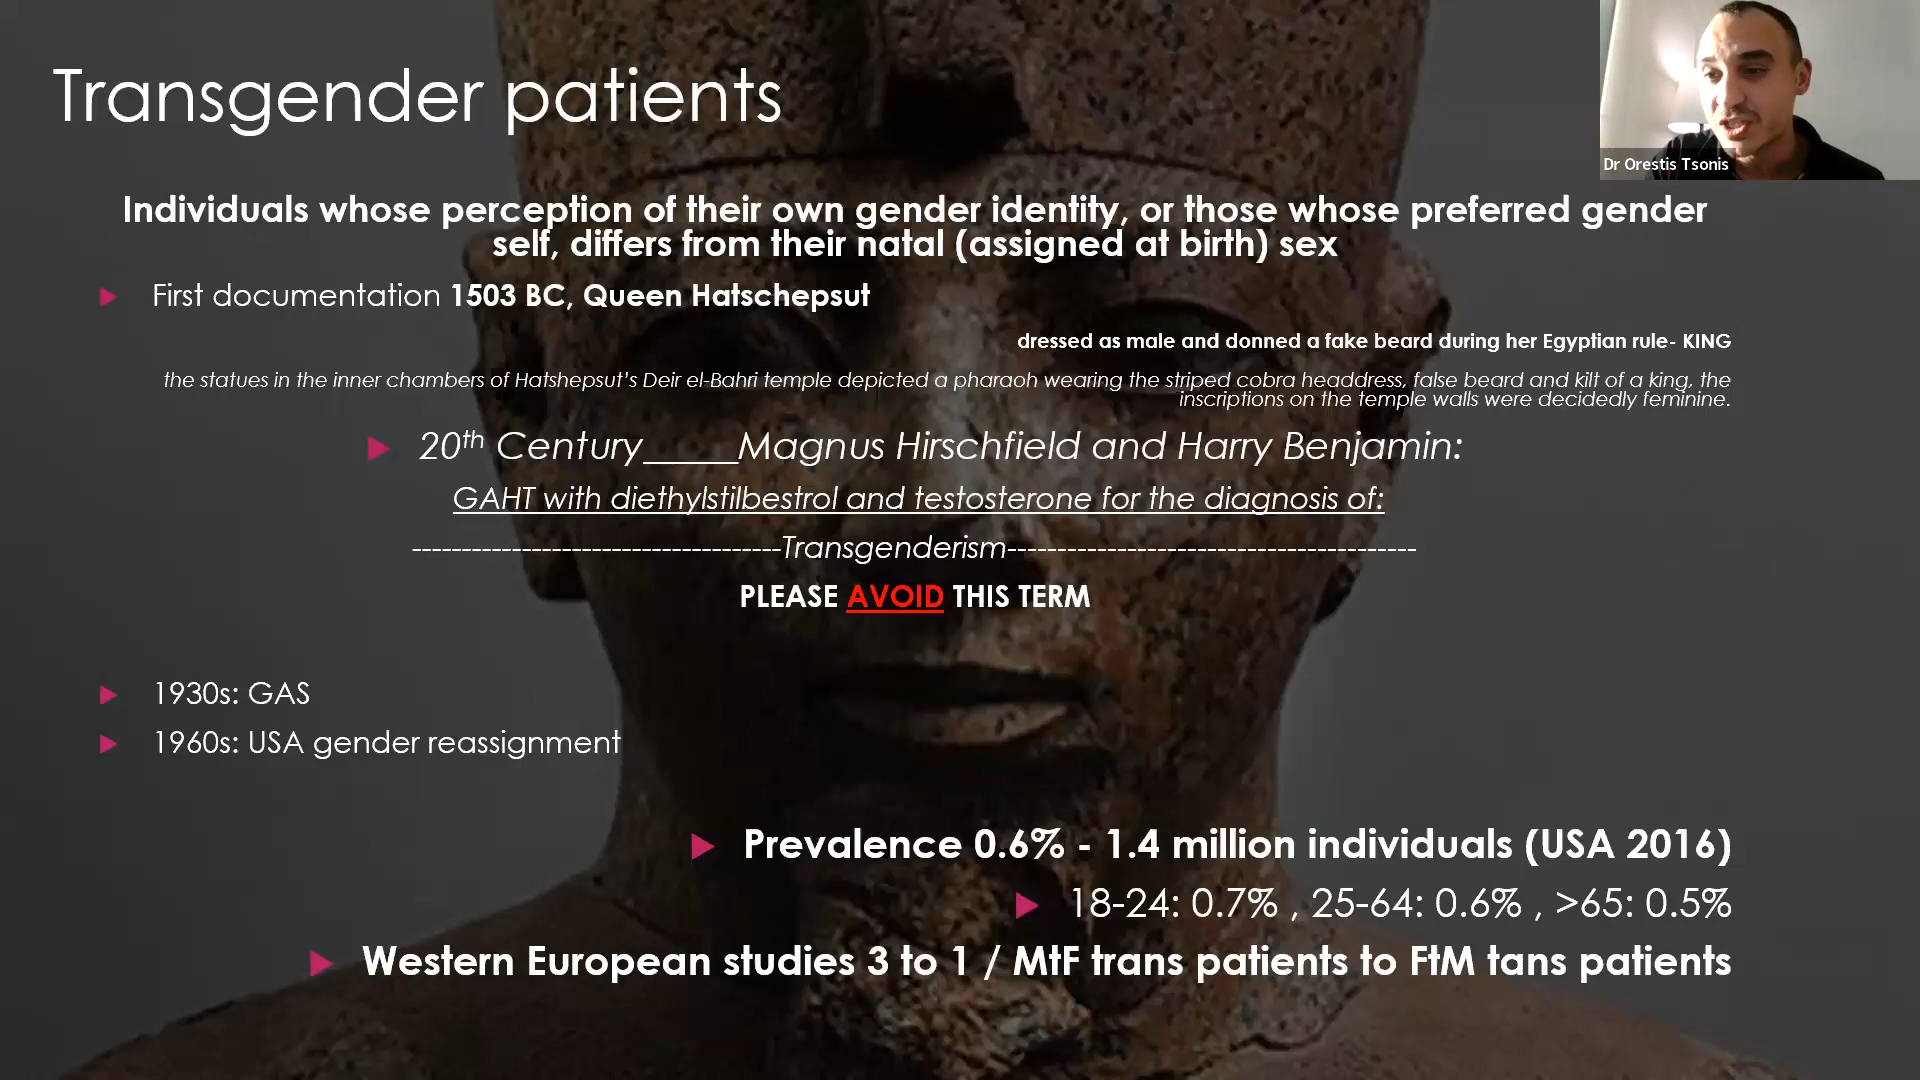 Transgender patients
Dr Orestis Tsonis
Individuals whose perception of their own gender identity, or those whose preferred gender
self, differs from their natal (assigned at birth) sex
First documentation 1503 BC, Queen Hatschepsut
dressed as male and donned a fake beard during her Egyptian rule- KING
the statues in the inner chambers of Hatshepsut's Deir el-Bahri temple depicted a pharaoh wearing the striped cobra headdress, false beard and kilt of a king, the
inscriptions on the temple walls were decidedly feminine.
20th Century_____Magnus Hirschfield and Harry Benjamin:
GAHT with diethylstilbestrol and testosterone for the diagnosis of:
-------------------------------------Transgenderism-----------------------------------------
PLEASE AVOID THIS TERM
1930s: GAS
1960s: USA gender reassignment
Prevalence 0.6% - 1.4 million individuals (USA 2016)
18-24: 0.7% , 25-64: 0.6% , >65: 0.5%
Western European studies 3 to 1 / MtF trans patients to FtM tans patients